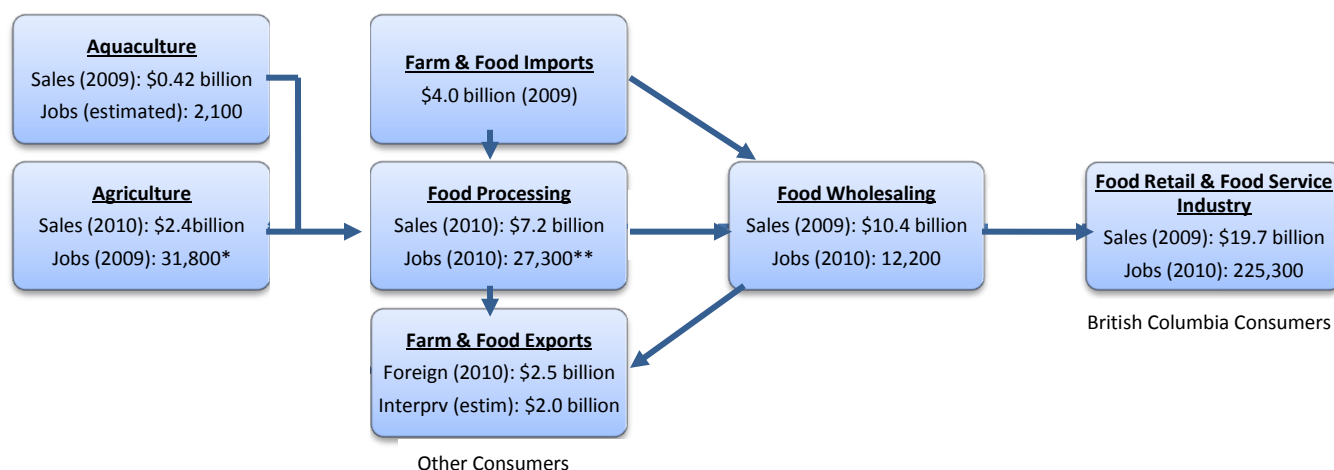 Aquaculture
Sales (2009): $0.42 billion
Jobs (estimated): 2,100
Agriculture
Sales (2010): $2.4billion
Jobs (2009): 31,800*
Farm & Food Imports
$4.0 billion (2009)
Food Processing
Sales (2010): $7.2 billion
Jobs (2010): 27,300**
Farm & Food Exports
Foreign (2010): $2.5 billion
Interprv (estim): $2.0 billion
Other Consumers
Food Wholesaling
Sales (2009): $10.4 billion
Jobs (2010): 12,200
Food Retail & Food Service
Industry
Sales (2009): $19.7 billion
Jobs (2010): 225,300
British Columbia Consumers